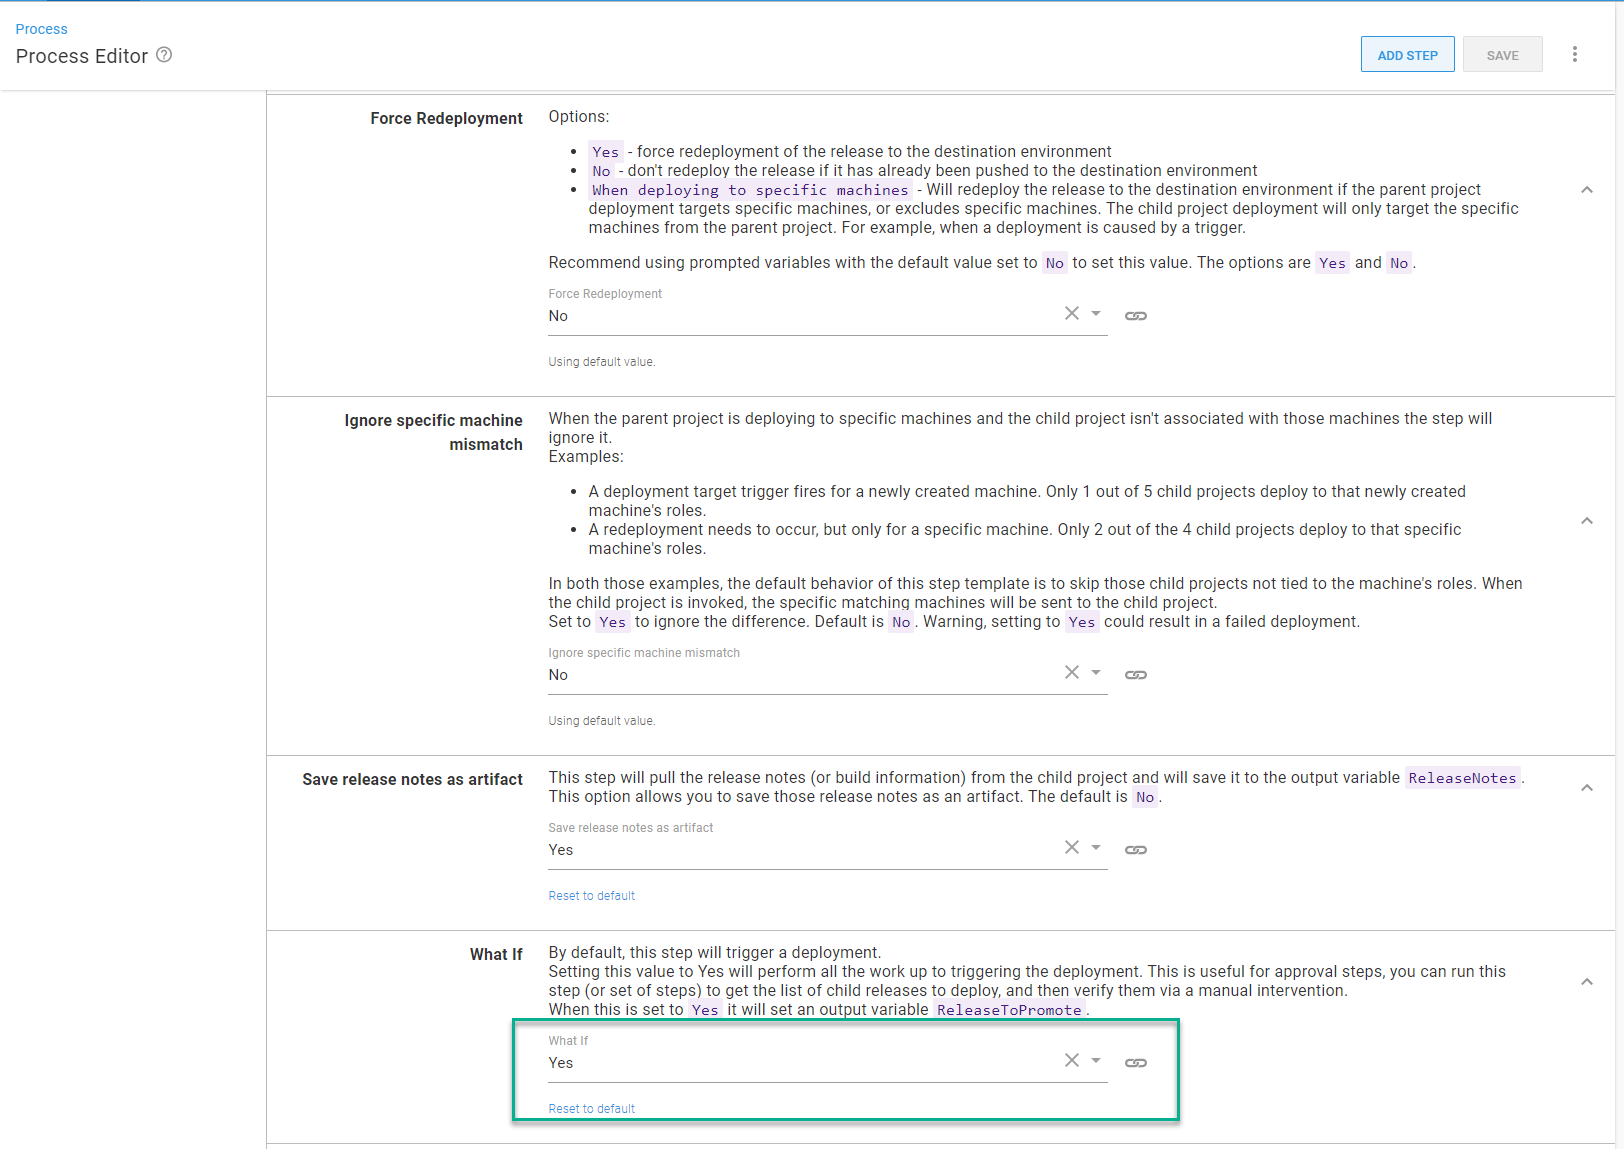 Process
Process Editor
ADD STEP
SAVE
Force Redeployment
Options:
Yes - force redeployment of the release to the destination environment
No - don't redeploy the release if it has already been pushed to the destination environment
When deploying to specific machines - Will redeploy the release to the destination environment if the parent project
deployment targets specific machines, or excludes specific machines. The child project deployment will only target the specific
machines from the parent project. For example, when a deployment is caused by a trigger.
Recommend using prompted variables with the default value set to No to set this value. The options are Yes and No.
Force Redeployment
No
Using default value.
Ignore specific machine
mismatch
When the parent project is deploying to specific machines and the child project isn't associated with those machines the step will
ignore it.
Examples:
A deployment target trigger fires for a newly created machine. Only 1 out of 5 child projects deploy to that newly created
machine's roles.
A redeployment needs to occur, but only for a specific machine. Only 2 out of the 4 child projects deploy to that specific
machine's roles.
In both those examples, the default behavior of this step template is to skip those child projects not tied to the machine's roles. When
the child project is invoked, the specific matching machines will be sent to the child project.
Set to Yes to ignore the difference. Default is No. Warning, setting to Yes could result in a failed deployment.
Ignore specific machine mismatch
No
Using default value.
Save release notes as artifact
This step will pull the release notes (or build information) from the child project and will save it to the output variable ReleaseNotes.
This option allows you to save those release notes as an artifact. The default is No.
Save release notes as artifact
Yes
Reset to default
What If
By default, this step will trigger a deployment.
Setting this value to Yes will perform all the work up to triggering the deployment. This is useful for approval steps, you can run this
step (or set of steps) to get the list of child releases to deploy, and then verify them via a manual intervention.
When this is set to Yes it will set an output variable ReleaseToPromote.
What If
Yes
Reset to default